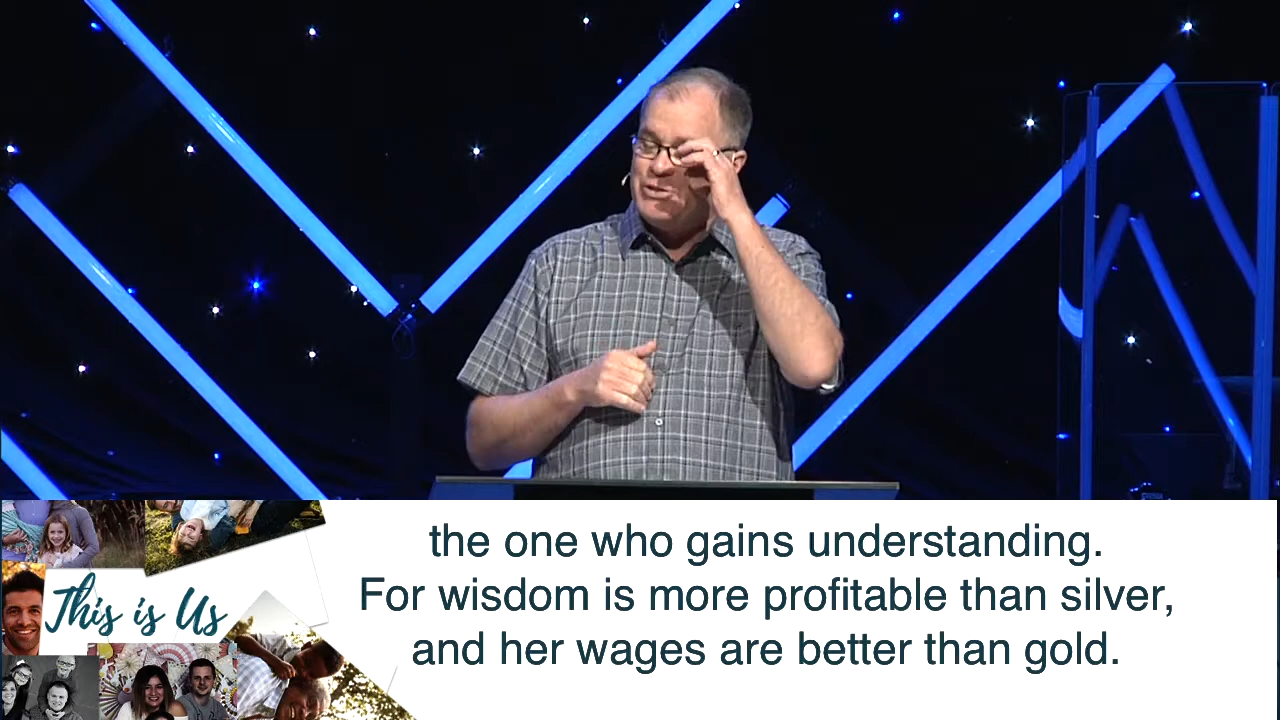 the one who gains understanding.
For wisdom is more profitable than silver,
and her wages are better than gold.
This is Us